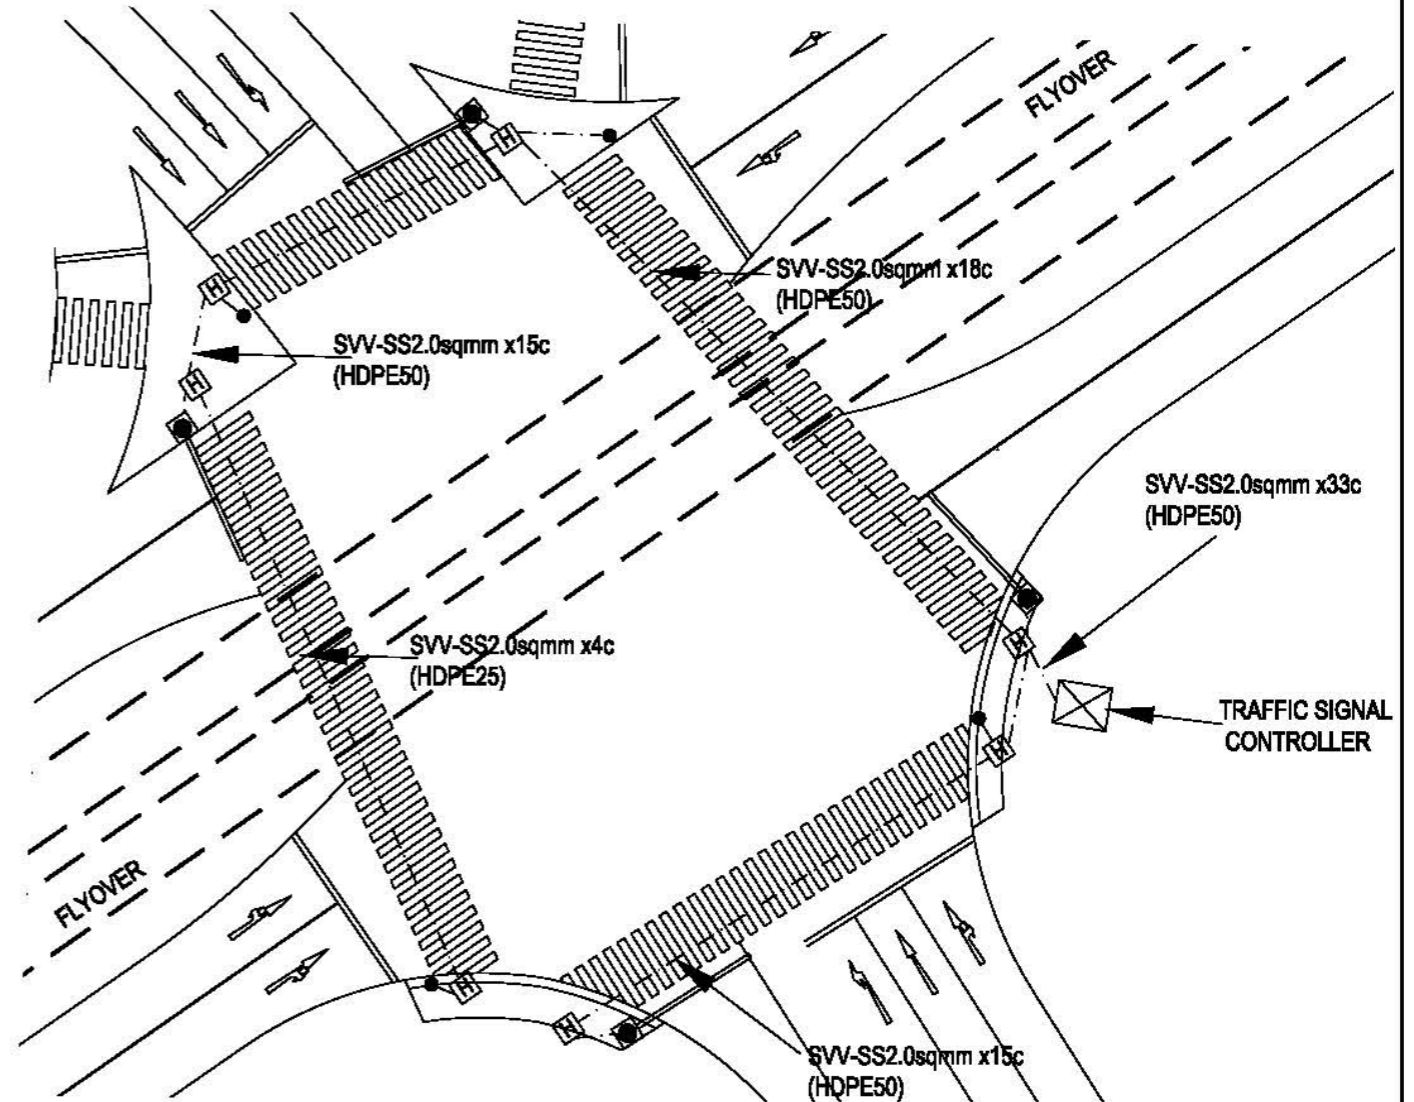 FLYOVER
SVV-SS2.0sqmm x18c
(HDPE50)
SVV-SS2.0sqmm x15c
(HDPE50)
SVV-SS2.0sqmm x33c
(HDPE50)
SVV-SS2.0sqmm x4c
(HDPE25)
TRAFFIC SIGNAL
CONTROLLER
FLYOVER
SVV-SS2.0sqmm x15c
(HDPE50)
H
H
H
H
H
H
H